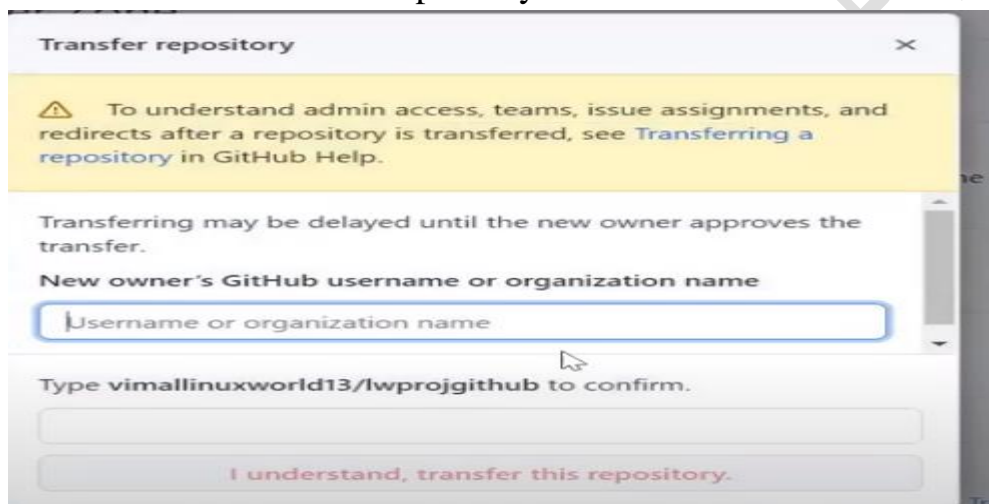 Transfer repository
To understand admin access, teams, issue assignments, and
redirects after a repository is transferred, see Transferring a
repository in GitHub Help.
Transferring may be delayed until the new owner approves the
transfer.
New owner's GitHub username or organization name
Username or organization name
Type vimallinuxworld13/lwprojgithub to confirm.
I understand, transfer this repository.